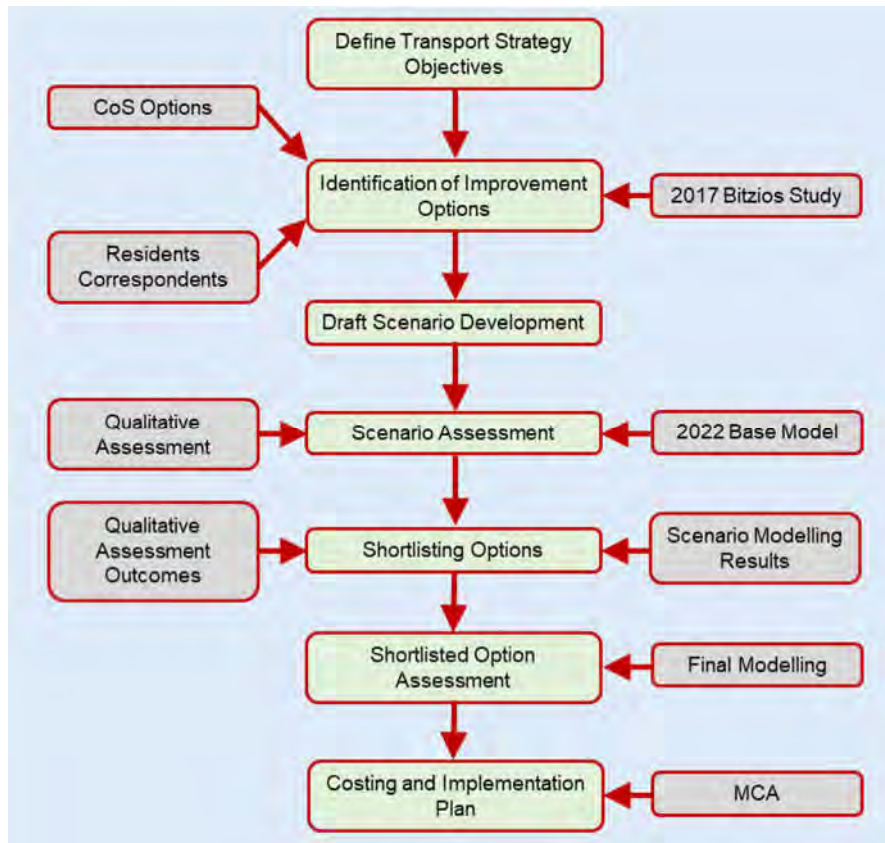 Define Transport Strategy
Objectives
CoS Options
Identification of Improvement
Options
2017 Bitzios Study
Residents
Correspondents
Draft Scenario Development
Qualitative
Assessment
Scenario Assessment
2022 Base Model
Qualitative
Assessment
Outcomes
Shortlisting Options
Scenario Modelling
Results
Shortlisted Option
Assessment
Final Modelling
Costing and Implementation
Plan
MCA